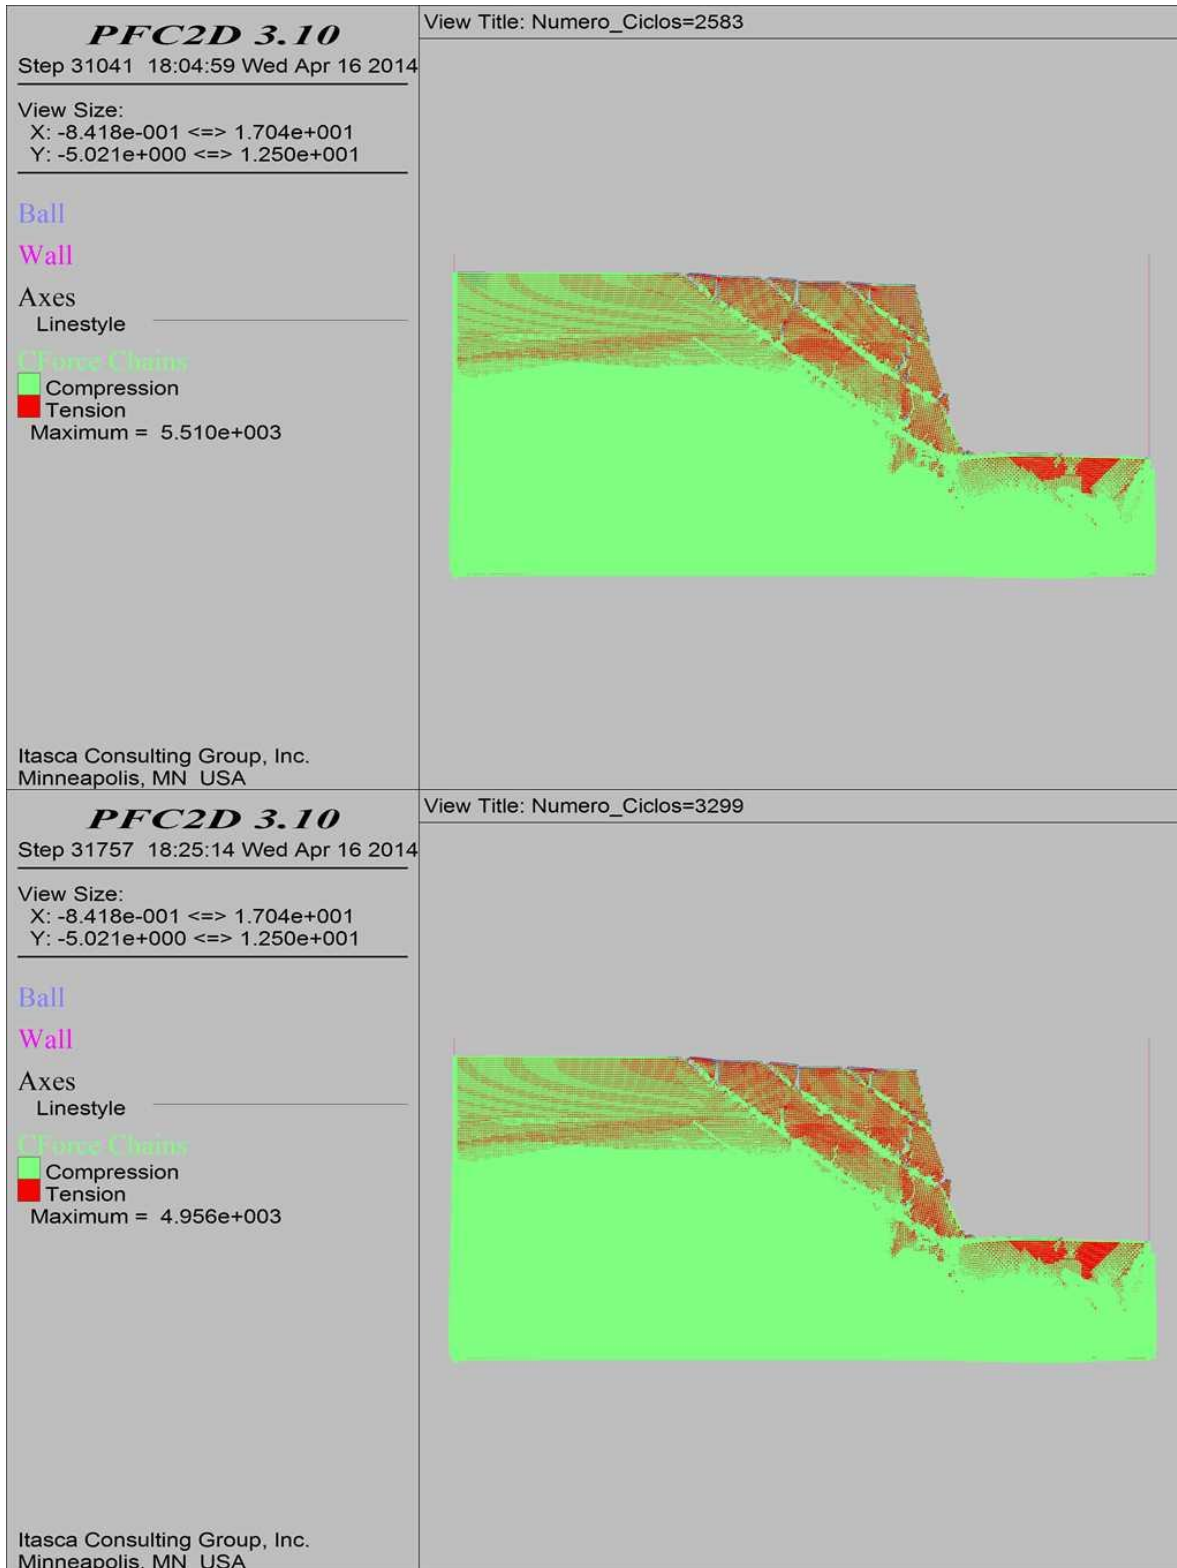 PFC2D 3.10
Step 31041 18:04:59 Wed Apr 16 2014
View Size:
X: -8.418e-001 <=> 1.704e+001
Y: -5.021e+000 <=> 1.250e+001
Ball
Wall
Axes
Linestyle
CForce Chains
Compression
Tension
Maximum = 5.510e+003
Itasca Consulting Group, Inc.
Minneapolis, MN USA
View Title: Numero_Ciclos=2583
PFC2D 3.10
Step 31757 18:25:14 Wed Apr 16 2014
View Size:
X: -8.418e-001 <=> 1.704e+001
Y: -5.021e+000 <=> 1.250e+001
Ball
Wall
Axes
Linestyle
CForce Chains
Compression
Tension
Maximum = 4.956e+003
Itasca Consulting Group, Inc.
Minneapolis, MN USA
View Title: Numero_Ciclos=3299